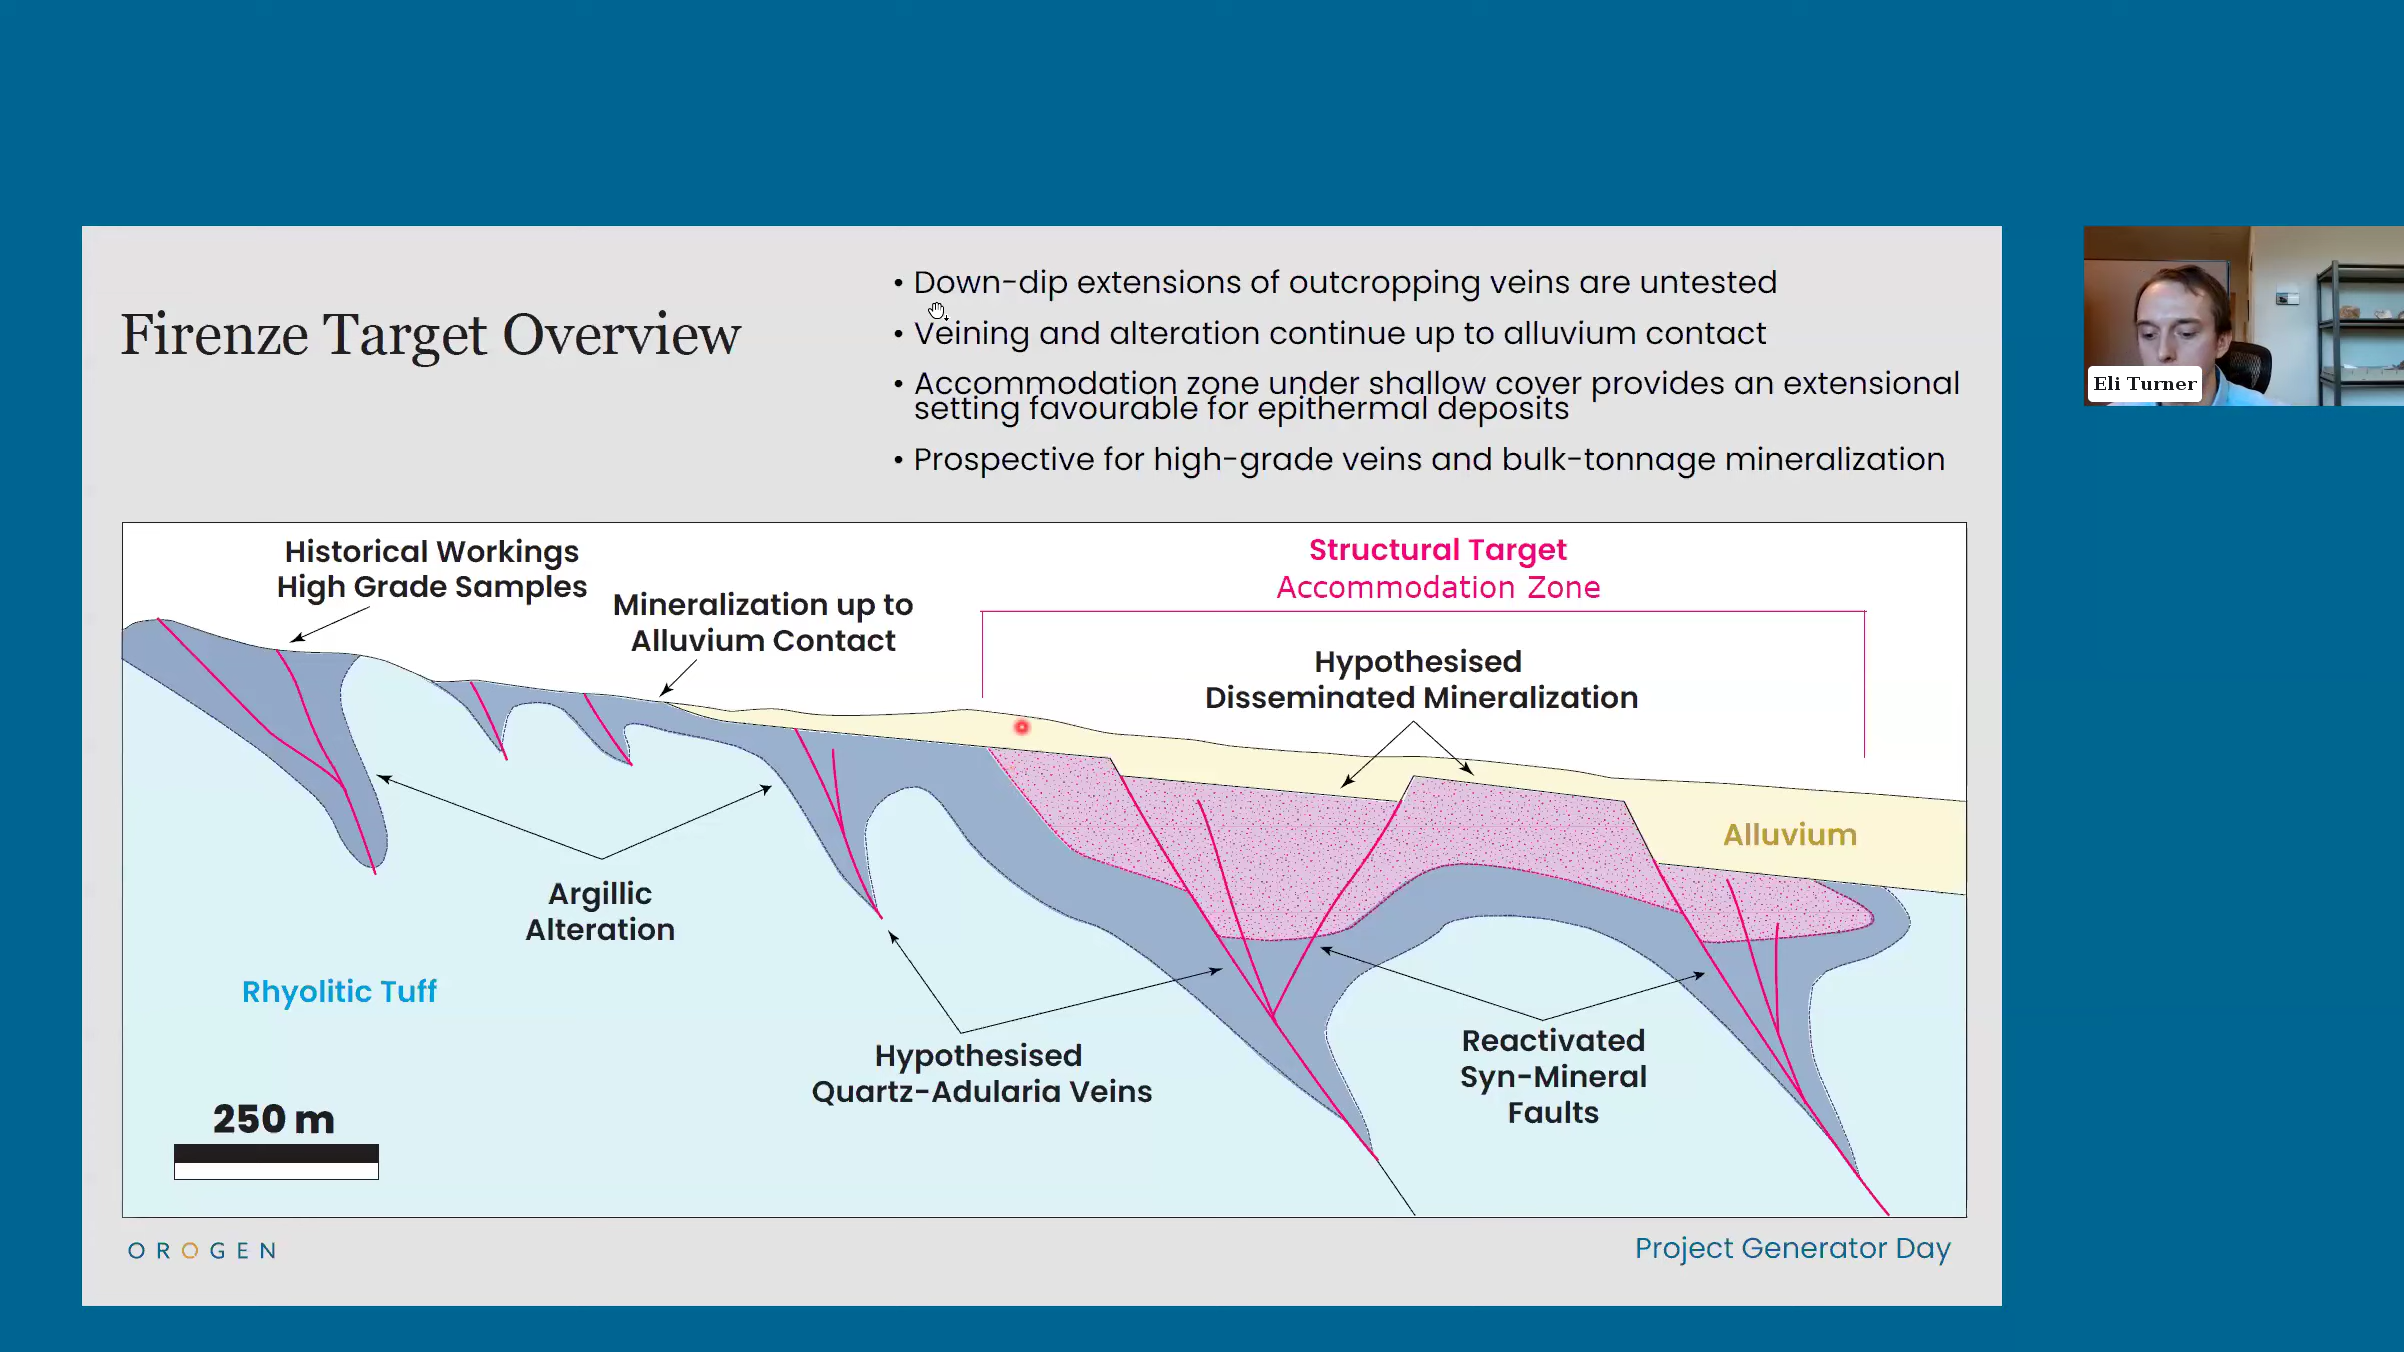 Firenze Target Overview
• Down-dip extensions of outcropping veins are untested
• Veining and alteration continue up to alluvium contact
• Accommodation zone under shallow cover provides an extensional
setting favourable for epithermal deposits
• Prospective for high-grade veins and bulk-tonnage mineralization
Eli Turner
Historical Workings
High Grade Samples
Mineralization up to
Alluvium Contact
Structural Target
Accommodation Zone
Hypothesised
Disseminated Mineralization
Alluvium
Argillic
Alteration
Rhyolitic Tuff
Hypothesised
Quartz-Adularia Veins
Reactivated
Syn-Mineral
Faults
250 m
OROGEN
Project Generator Day